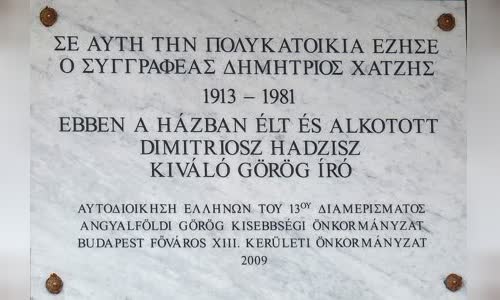 ΣΕ ΑΥΤΗ ΤΗΝ ΠΟΛΥΚΑΤΟΙΚΙΑ ΕΖΗΣΕ
Ο ΣΥΓΓΡΑΦΕΑΣ ΔΗΜΗΤΡΙΟΣ ΧΑΤΖΗΣ
1913 – 1981
EBBEN A HÁZBAN ÉLT ÉS ALKOTOTT
DIMITRIOSZ HADZISZ
KIVÁLÓ GÖRÖG ÍRÓ
ΑΥΤΟΔΙΟΙΚΗΣΗ ΕΛΛΗΝΩΝ ΤΟΥ 13ΟΥ ΔΙΑΜΕΡΙΣΜΑΤΟΣ
ANGYALFÖLDI GÖRÖG KISEBBSÉGI ÖNKORMÁNYZAT
BUDAPEST FŐVÁROS XIII. KERÜLETI ÖNKORMÁNYZAT
2009